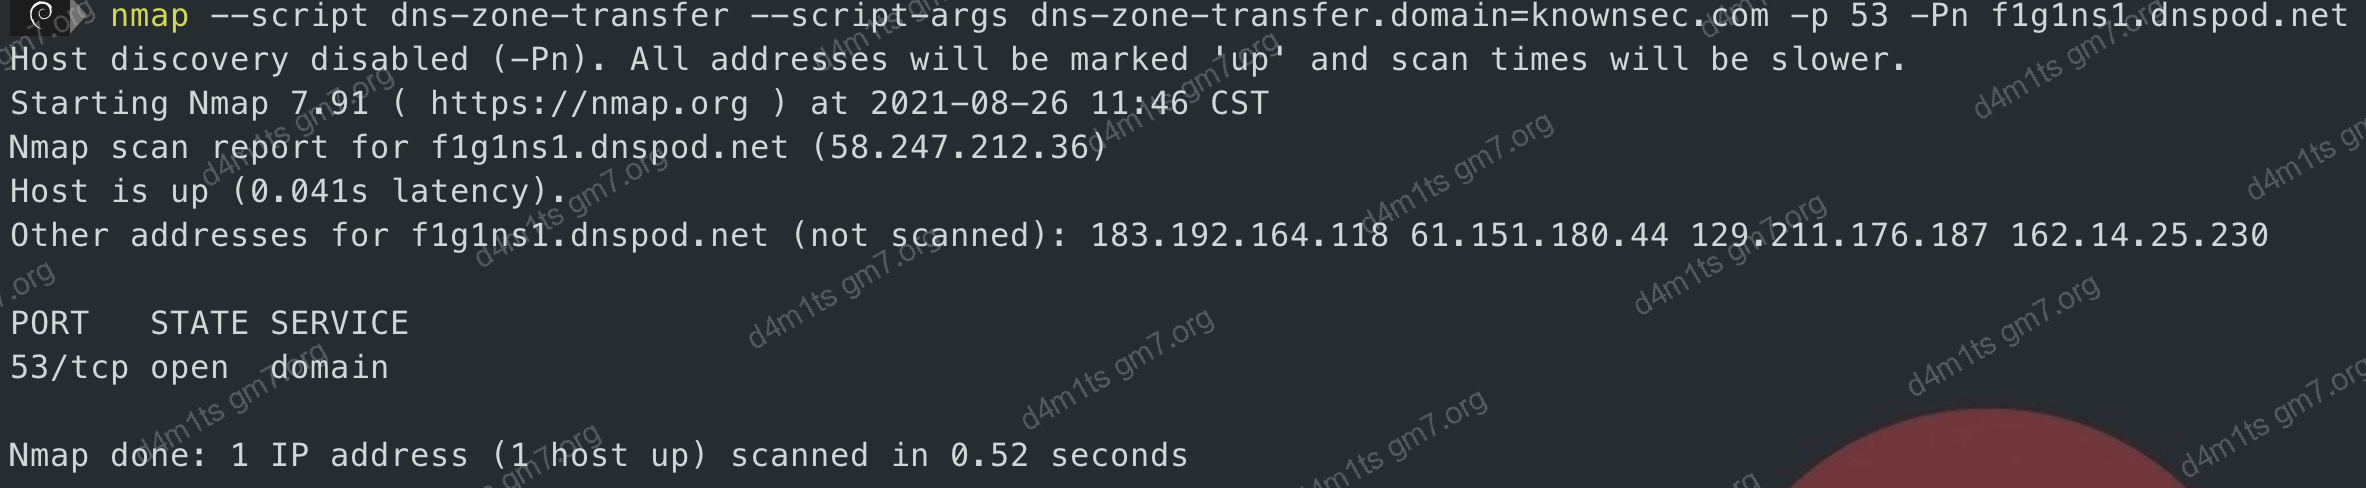 nmap --script dns-zone-transfer --script-args dns-zone-transfer.domain=knownsec.com -p 53 -Pn f1g1ns1.dnspod.net
Host discovery disabled (-Pn). All addresses will be marked 'up' and scan times will be slower.
Starting Nmap 7.91 ( https://nmap.org ) at 2021-08-26 11:46 CST
Nmap scan report for f1g1ns1.dnspod.net (58.247.212.36)
Host is up (0.041s latency).
Other addresses for f1g1ns1.dnspod.net (not scanned): 183.192.164.118 61.151.180.44 129.211.176.187 162.14.25.230
PORT   STATE SERVICE
53/tcp open  domain
Nmap done: 1 IP address (1 host up) scanned in 0.52 seconds
d4m1ts gm7.org